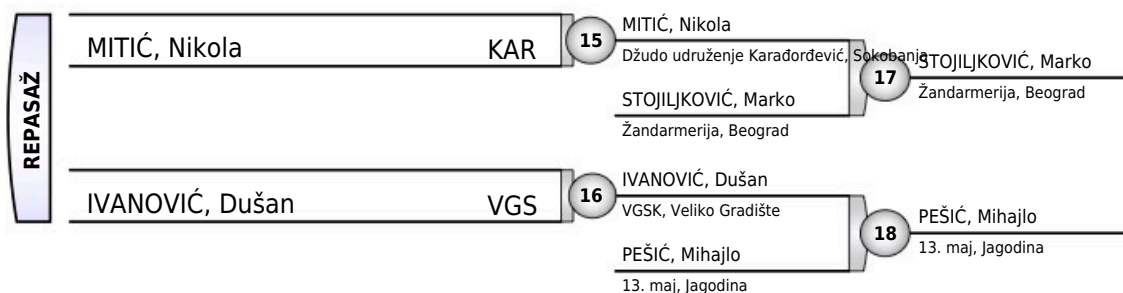 REPASAŽ
MITIĆ, Nikola KAR
15
MITIĆ, Nikola
Džudo udruženje Karađorđević, Sokobanja
STOJILJKOVIĆ, Marko
Žandarmerija, Beograd
17
STOJILJKOVIĆ, Marko
Žandarmerija, Beograd
IVANOVIĆ, Dušan VGS
16
IVANOVIĆ, Dušan
VGSK, Veliko Gradište
PEŠIĆ, Mihajlo
13. maj, Jagodina
18
PEŠIĆ, Mihajlo
13. maj, Jagodina